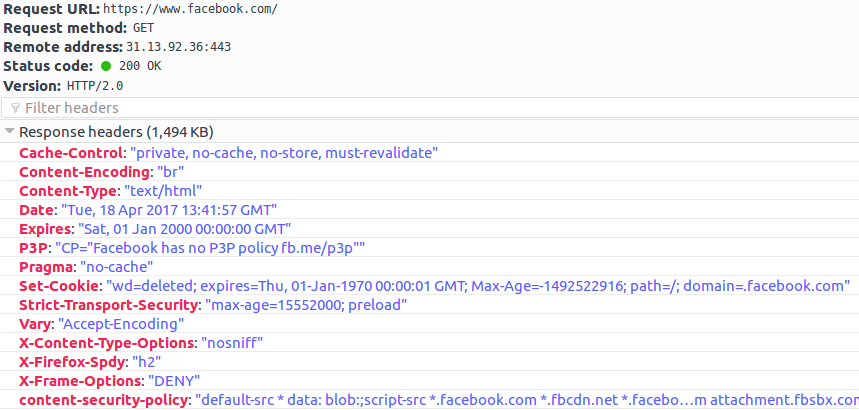 Request URL: https://www.facebook.com/
Request method: GET
Remote address: 31.13.92.36:443
Status code: 200 OK
Version: HTTP/2.0
Filter headers
Response headers (1,494 KB)
Cache-Control: "private, no-cache, no-store, must-revalidate"
Content-Encoding: "br"
Content-Type: "text/html"
Date: "Tue, 18 Apr 2017 13:41:57 GMT"
Expires: "Sat, 01 Jan 2000 00:00:00 GMT"
P3P: "CP="Facebook has no P3P policy fb.me/p3p""
Pragma: "no-cache"
Set-Cookie: "wd=deleted; expires=Thu, 01-Jan-1970 00:00:01 GMT; Max-Age=-1492522916; path=/; domain=.facebook.com"
Strict-Transport-Security: "max-age=15552000; preload"
Vary: "Accept-Encoding"
X-Content-Type-Options: "nosniff"
X-Firefox-Spdy: "h2"
X-Frame-Options: "DENY"
content-security-policy: "default-src * data: blob:;script-src *.facebook.com *.fbcdn.net *.facebo…m attachment.fbsbx.com